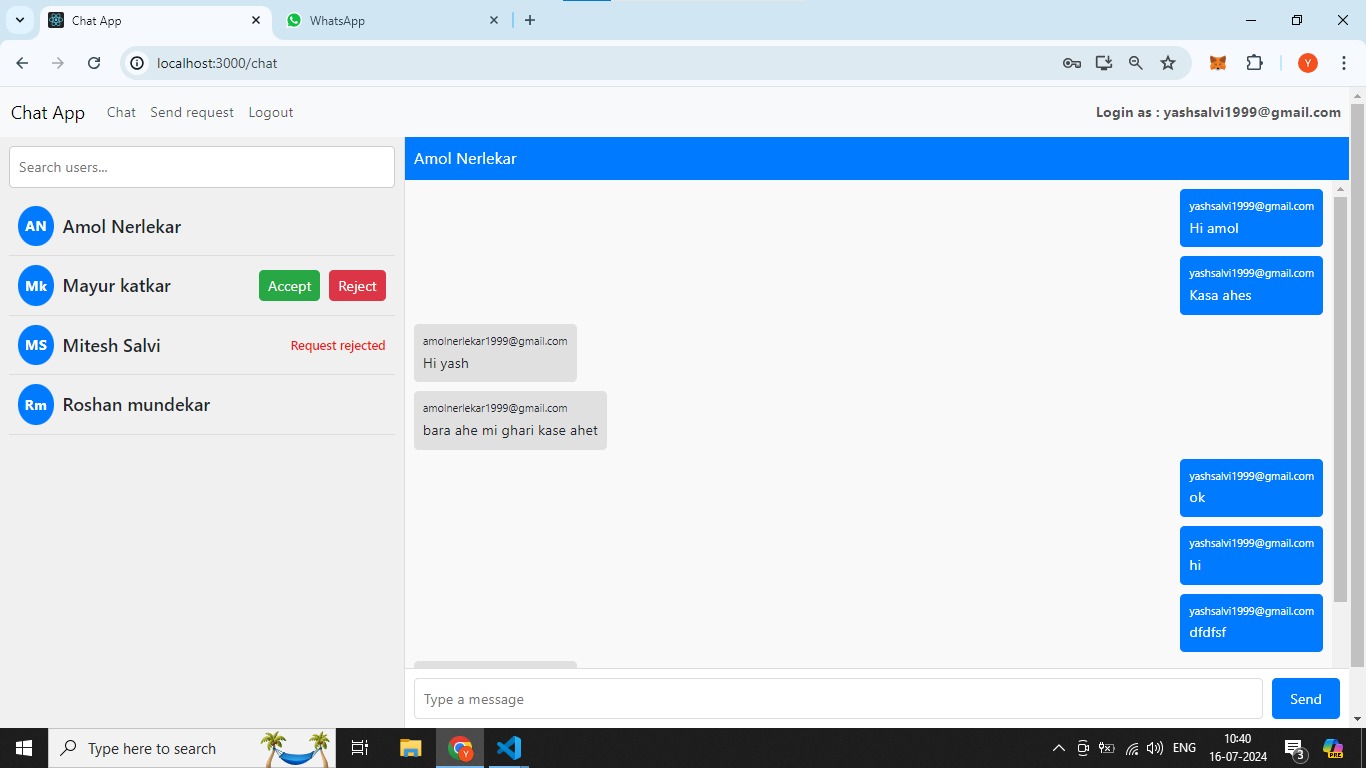 Chat App
WhatsApp
localhost:3000/chat
Y
Chat App
Chat
Send request
Logout
Login as : yashsalvi1999@gmail.com
Search users...
AN
Amol Nerlekar
Mk
Mayur katkar
Accept
Reject
MS
Mitesh Salvi
Request rejected
Rm
Roshan mundekar
Amol Nerlekar
yashsalvi1999@gmail.com
Hi amol
yashsalvi1999@gmail.com
Kasa ahes
amolnerlekar1999@gmail.com
Hi yash
amolnerlekar1999@gmail.com
bara ahe mi ghari kase ahet
yashsalvi1999@gmail.com
ok
yashsalvi1999@gmail.com
hi
yashsalvi1999@gmail.com
dfdfsf
Type a message
Send
Type here to search
Y
ENG
10:40
16-07-2024
3
PRE